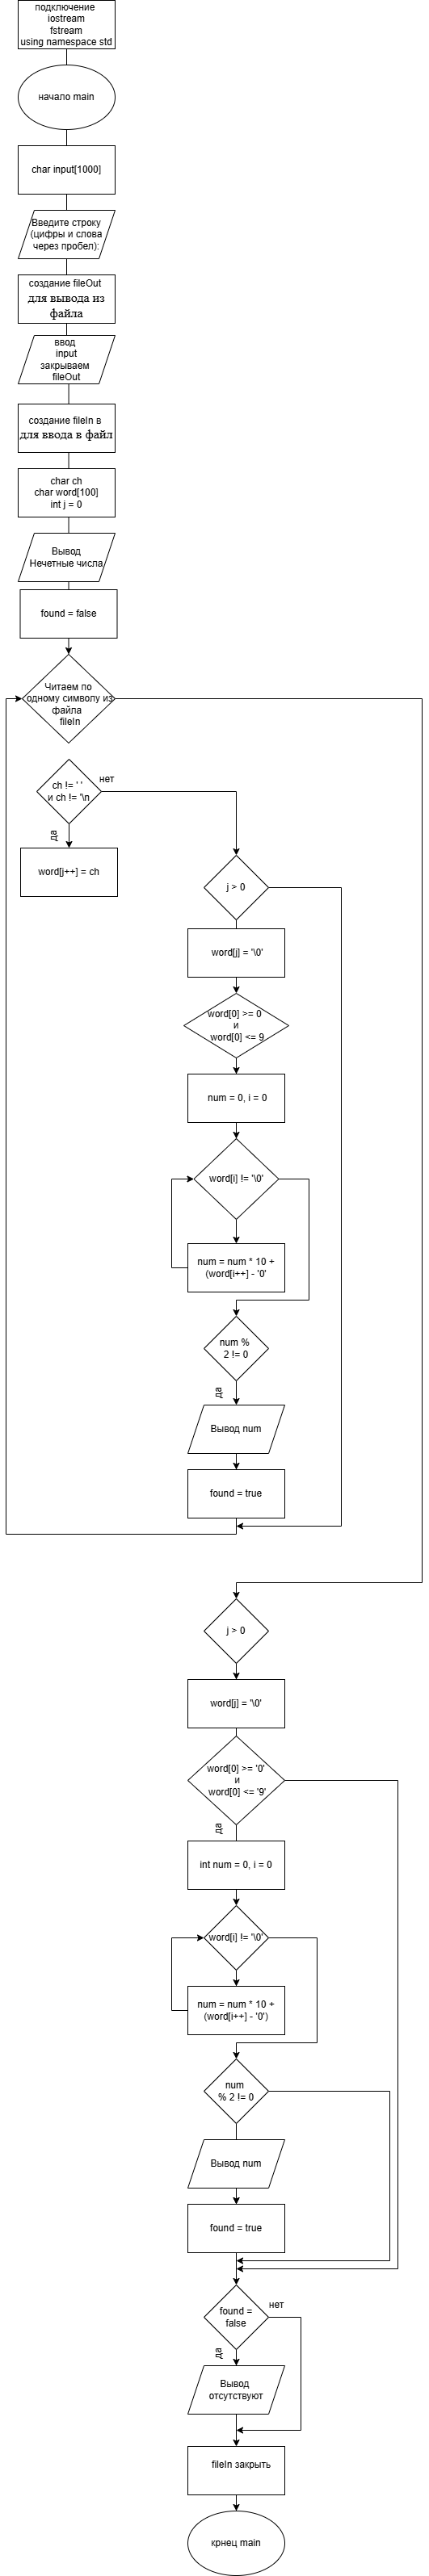 подключение
iostream
fstream
using namespace std
начало main
char input[1000]
Введите строку
(цифры и слова
через пробел):
создание fileOut
для вывода из
файла
ввод
input
закрываем
fileOut
создание fileIn в
для ввода в файл
char ch
char word[100]
int j = 0
Вывод
Нечетные числа
found = false
Читаем по
одному символу из
файла
fileIn
ch != ' '
и ch != '\n
нет
да
word[j++] = ch
j > 0
word[j] = '\0'
word[0] >= 0
и
word[0] <= 9
num = 0, i = 0
word[i] != '\0'
num = num * 10 +
(word[i++] - '0'
num %
2 != 0
да
Вывод num
found = true
j > 0
word[j] = '\0'
word[0] >= '0'
и
word[0] <= '9'
да
int num = 0, i = 0
word[i] != '\0'
num = num * 10 +
(word[i++] - '0')
num
% 2 != 0
Вывод num
found = true
found =
false
нет
да
Вывод
отсутствуют
fileIn закрыть
крнец main